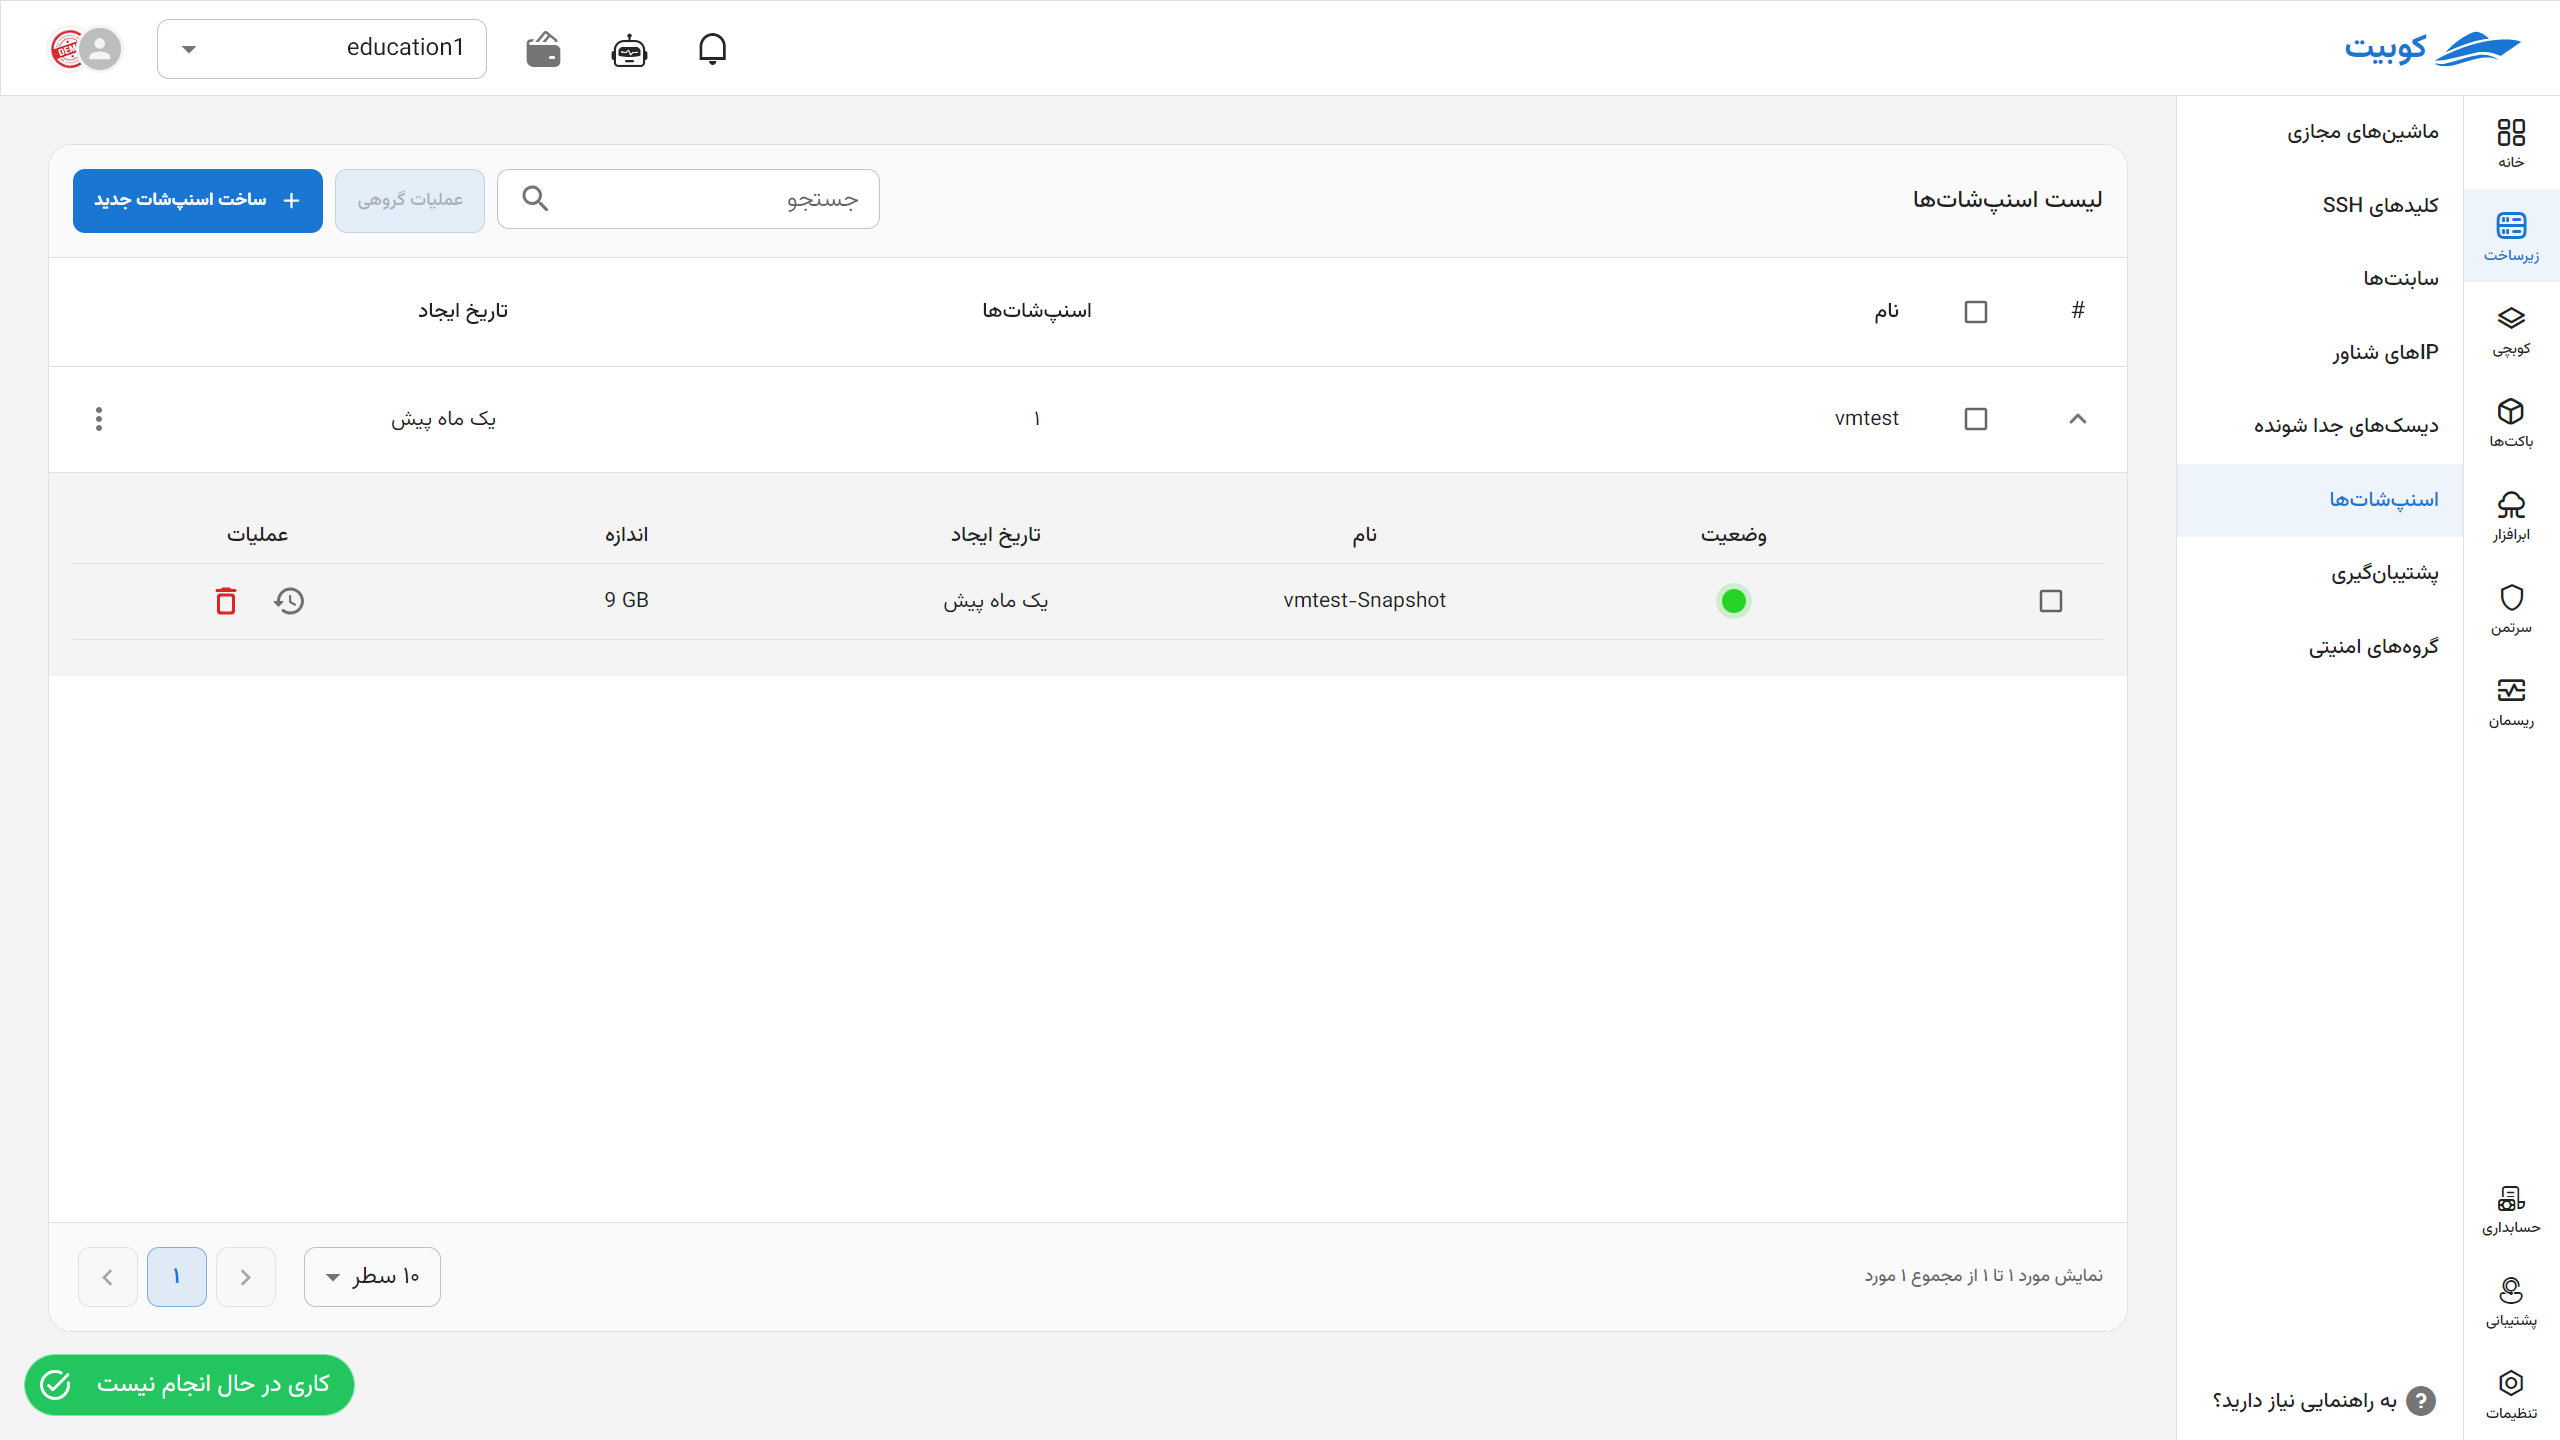 کوبیت
education1
DEM
خانه
زیرساخت
کوبچی
باکت‌ها
ابرافزار
سرتمن
ریسمان
حسابداری
پشتیبانی
تنظیمات
ماشین‌های مجازی
کلیدهای SSH
سابنت‌ها
IPهای شناور
دیسک‌های جدا شونده
اسنپ‌شات‌ها
پشتیبان‌گیری
گروه‌های امنیتی
به راهنمایی نیاز دارید؟
لیست اسنپ‌شات‌ها
جستجو
عملیات گروهی
ساخت اسنپ‌شات جدید
# نام اسنپ‌شات‌ها تاریخ ایجاد
vmtest ۱ یک ماه پیش
وضعیت نام تاریخ ایجاد اندازه عملیات
vmtest-Snapshot یک ماه پیش 9 GB
نمایش مورد ۱ تا ۱ از مجموع ۱ مورد
۱۰ سطر
۱
کاری در حال انجام نیست